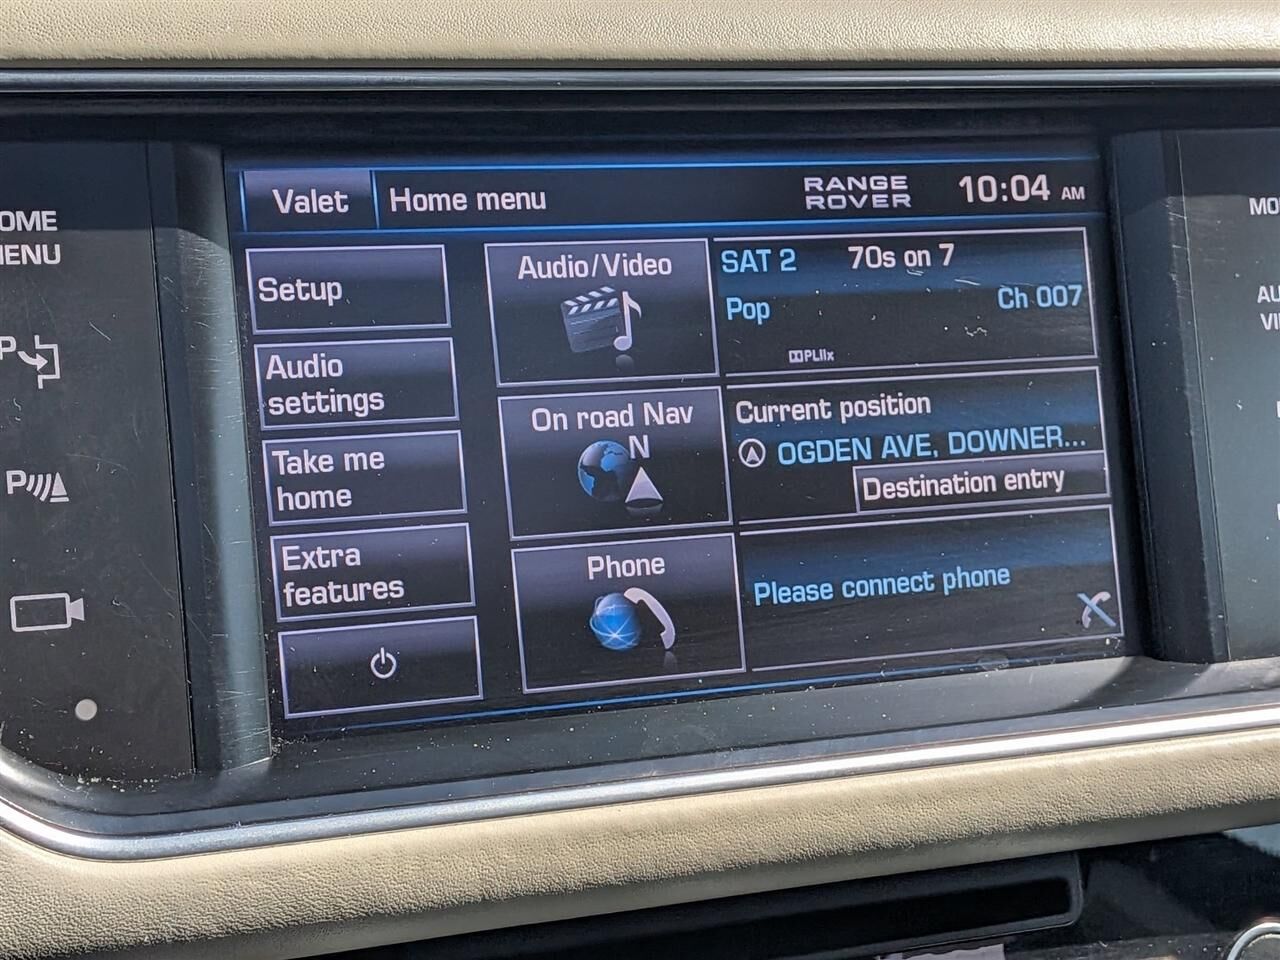 Valet
Home menu
RANGE
ROVER
10:04 AM
Setup
Audio
settings
Take me
home
Extra
features
Audio/Video
SAT 2
70s on 7
Pop
Ch 007
PLIIx
On road Nav
N
Current position
OGDEN AVE, DOWNER...
Destination entry
Phone
Please connect phone
OME
ENU
P
P
MO
AU
VI